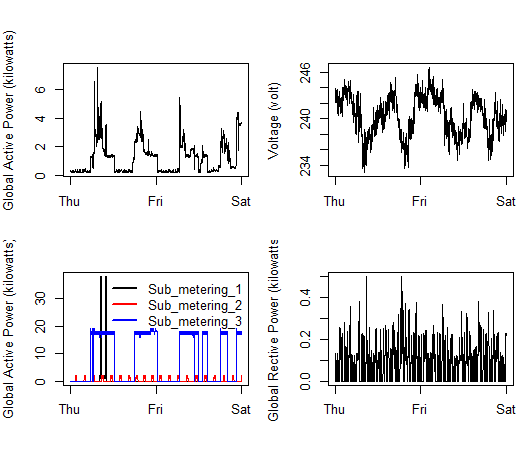 Global Active Power (kilowatts)
6
4
2
0
Thu
Fri
Sat
Voltage (volt)
246
240
234
Thu
Fri
Sat
Global Active Power (kilowatts)
30
20
10
0
Sub_metering_1
Sub_metering_2
Sub_metering_3
Thu
Fri
Sat
Global Rective Power (kilowatts)
0.4
0.2
0.0
Thu
Fri
Sat